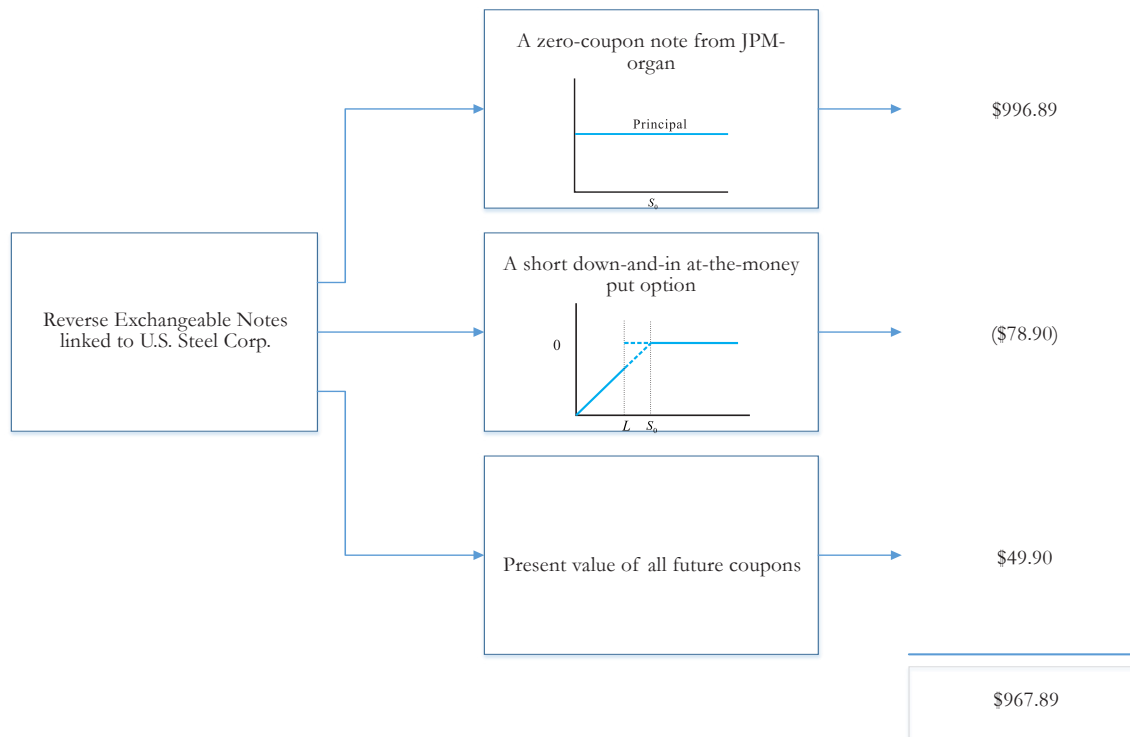 A zero-coupon note from JPM-
organ
Principal
S₀
$996.89
Reverse Exchangeable Notes
linked to U.S. Steel Corp.
A short down-and-in at-the-money
put option
0
L S₀
($78.90)
Present value of all future coupons
$49.90
$967.89